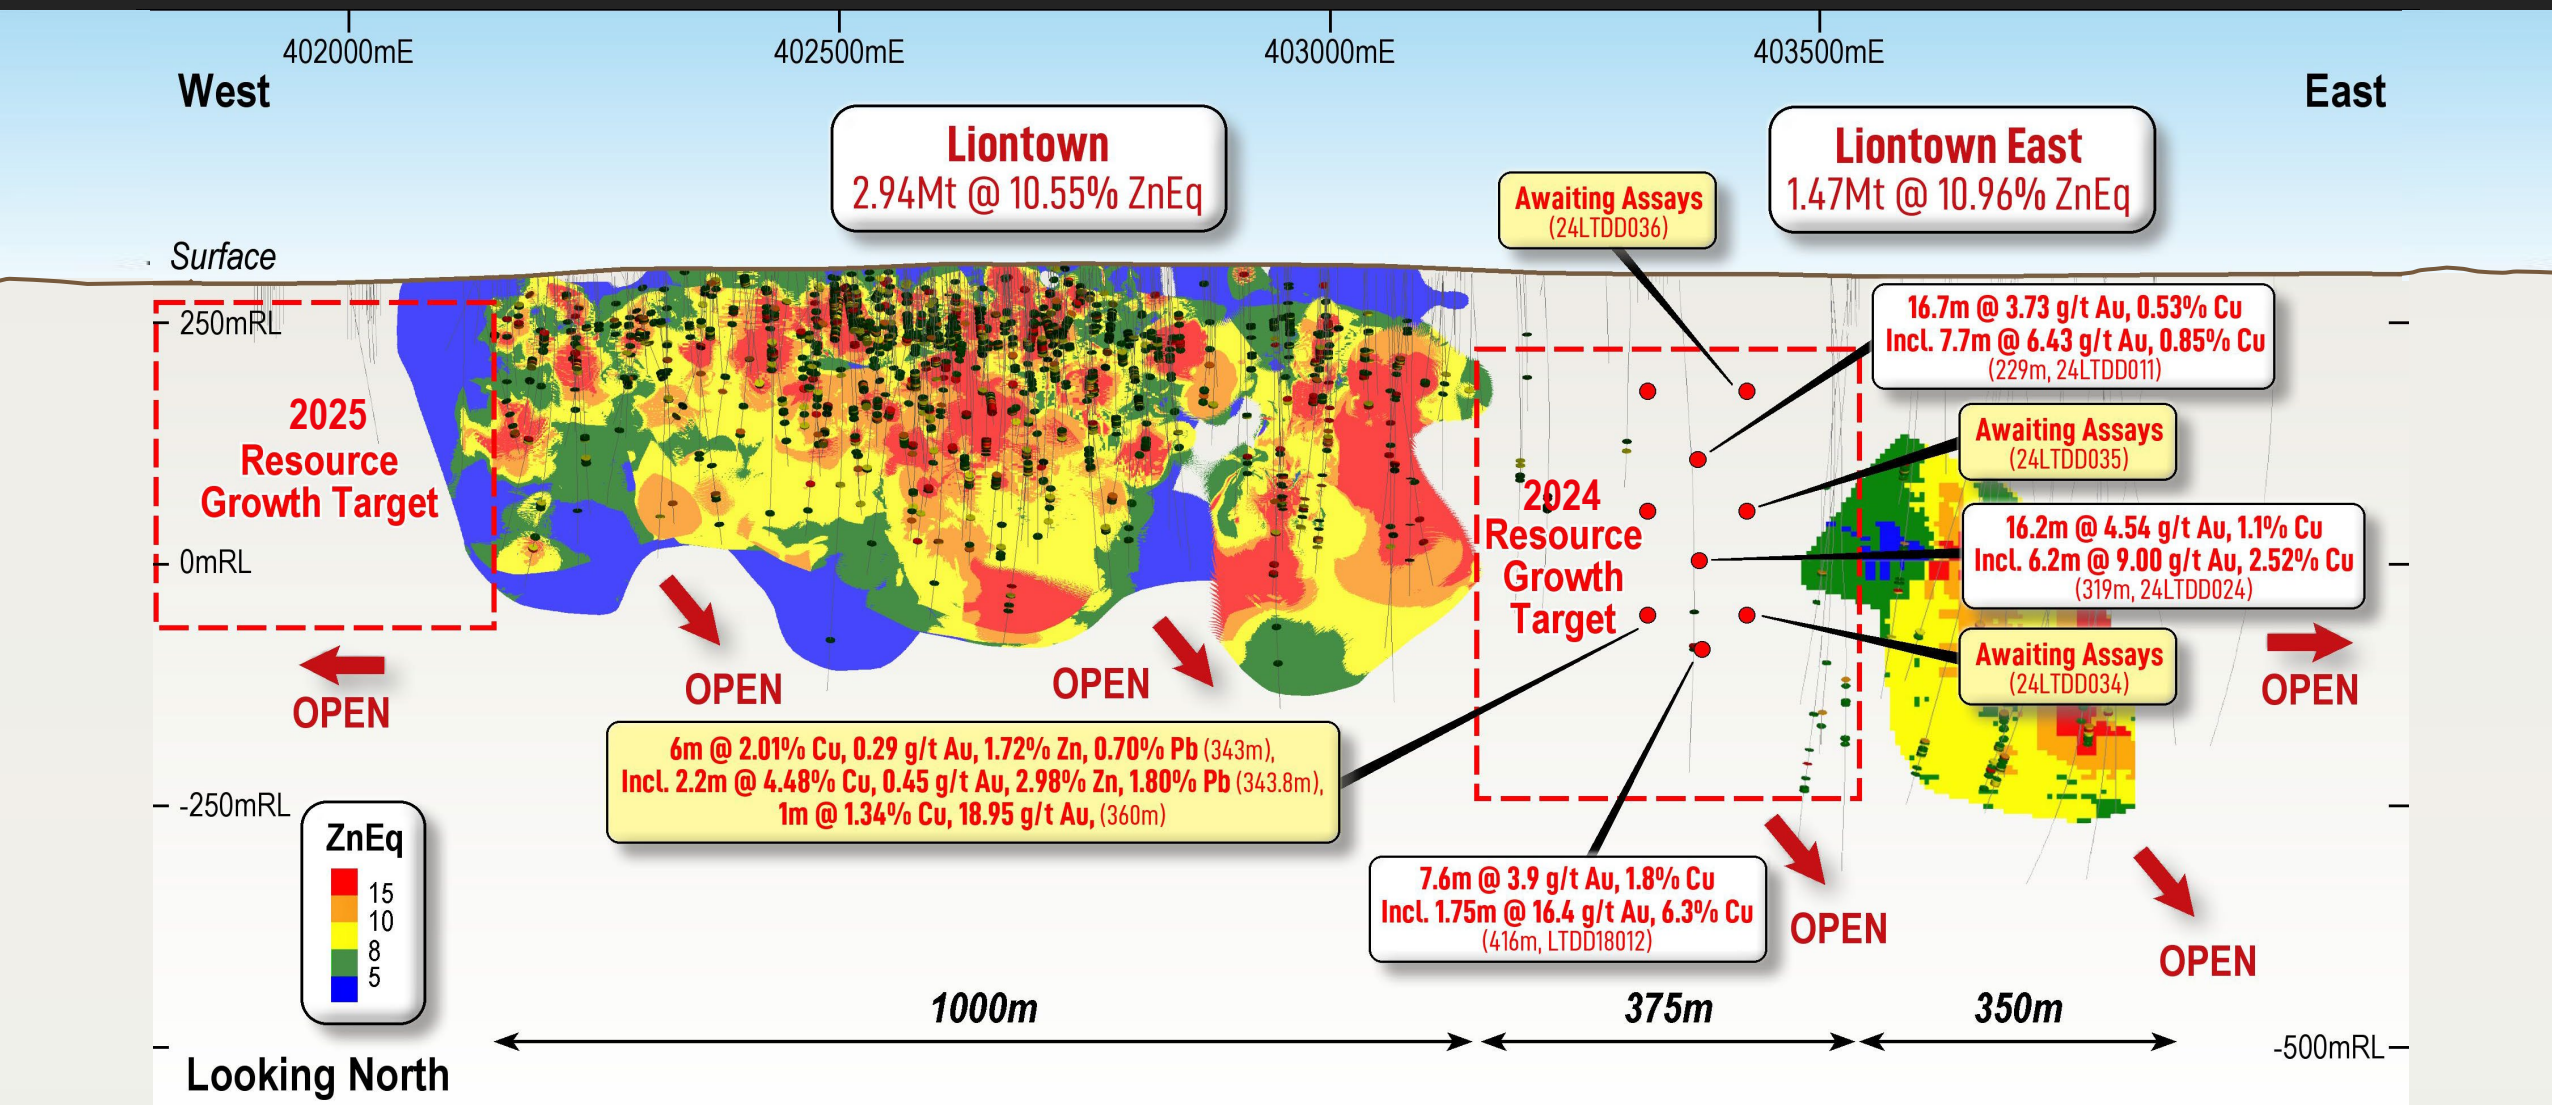 402000mE
402500mE
403000mE
403500mE
West
East
Liontown
2.94Mt @ 10.55% ZnEq
Liontown East
1.47Mt @ 10.96% ZnEq
Awaiting Assays
(24LTDD036)
Surface
250mRL
16.7m @ 3.73 g/t Au, 0.53% Cu
Incl. 7.7m @ 6.43 g/t Au, 0.85% Cu
(229m, 24LTDD011)
2025
Resource
Growth Target
Awaiting Assays
(24LTDD035)
2024
Resource
Growth
Target
16.2m @ 4.54 g/t Au, 1.1% Cu
Incl. 6.2m @ 9.00 g/t Au, 2.52% Cu
(319m, 24LTDD024)
0mRL
Awaiting Assays
(24LTDD034)
OPEN
OPEN
OPEN
OPEN
6m @ 2.01% Cu, 0.29 g/t Au, 1.72% Zn, 0.70% Pb (343m),
Incl. 2.2m @ 4.48% Cu, 0.45 g/t Au, 2.98% Zn, 1.80% Pb (343.8m),
1m @ 1.34% Cu, 18.95 g/t Au, (360m)
-250mRL
ZnEq
15
10
8
5
7.6m @ 3.9 g/t Au, 1.8% Cu
Incl. 1.75m @ 16.4 g/t Au, 6.3% Cu
(416m, LTDD18012)
OPEN
OPEN
1000m
375m
350m
-500mRL
Looking North